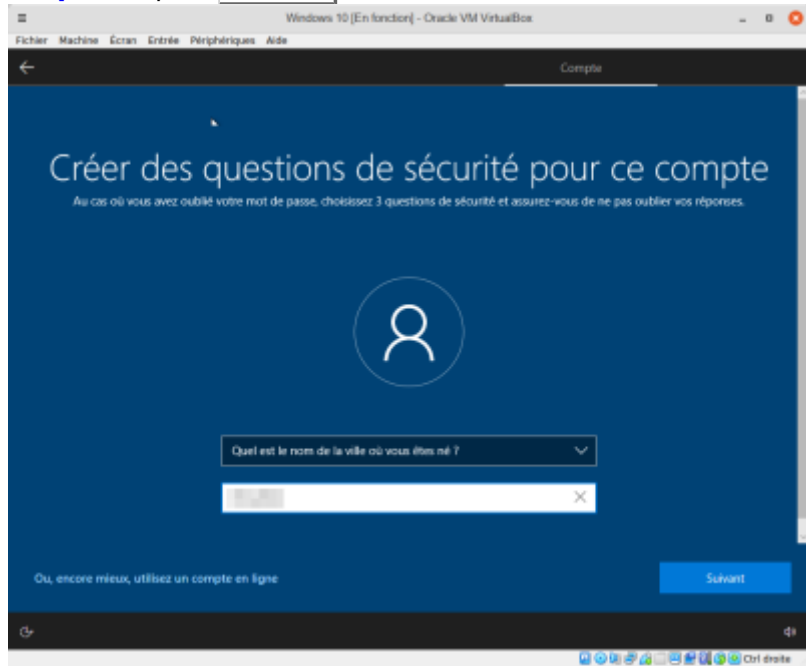 Windows 10 [En fonction] - Oracle VM VirtualBox
Fichier Machine Écran Entrée Périphériques Aide
Compte
Créer des questions de sécurité pour ce compte
Au cas où vous avez oublié votre mot de passe, choisissez 3 questions de sécurité et assurez-vous de ne pas oublier vos réponses.
Quel est le nom de la ville où vous êtes né ?
Ou, encore mieux, utilisez un compte en ligne
Suivant
Ctrl droite